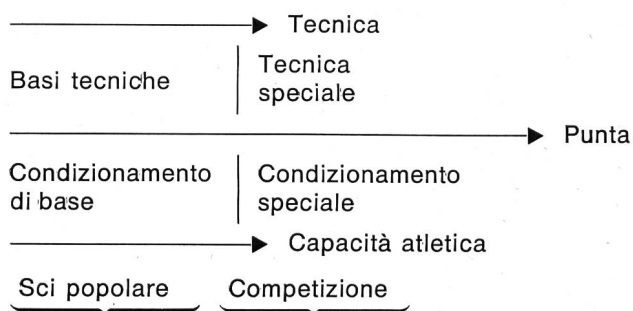 Tecnica
Basi tecniche
Tecnica
speciale
Punta
Condizionamento
di base
Condizionamento
speciale
Capacità atletica
Sci popolare
Competizione